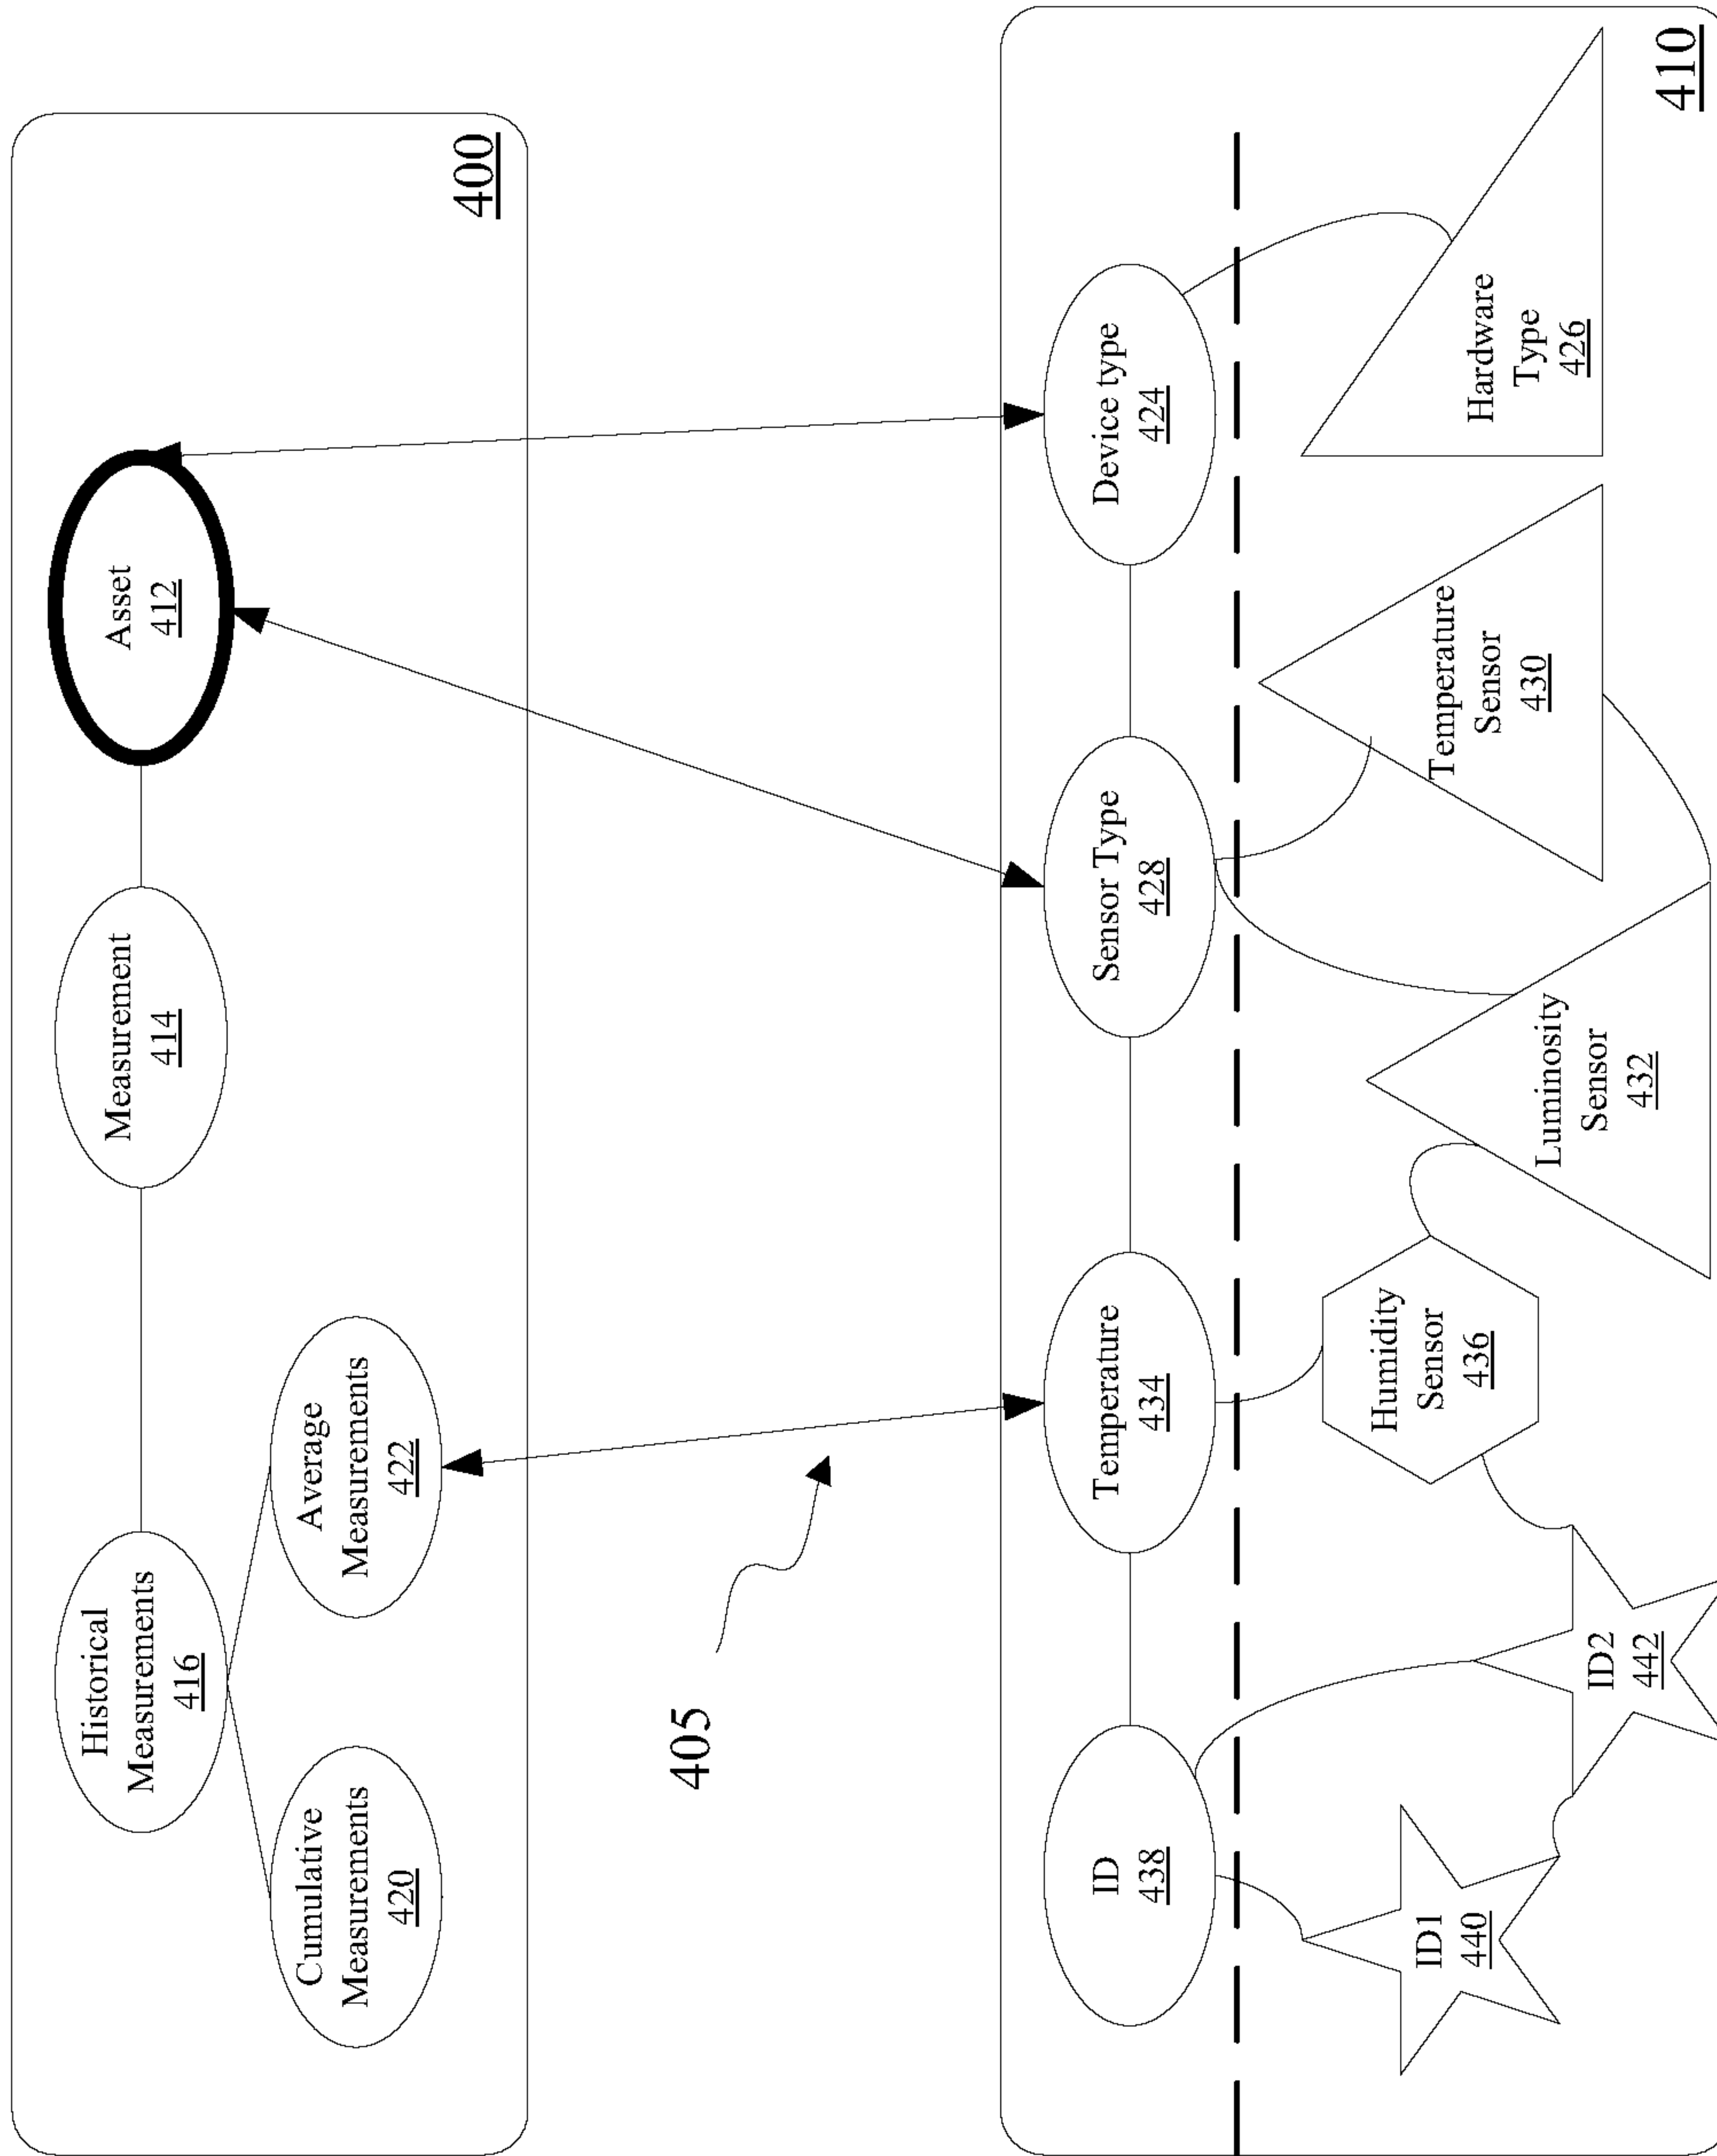 Historical
Measurements
416
Cumulative
Measurements
420
Average
Measurements
422
Measurement
414
Asset
412
400
405
ID
438
Temperature
434
Sensor Type
428
Device type
424
ID1
440
ID2
442
Humidity
Sensor
436
Luminosity
Sensor
432
Temperature
Sensor
430
Hardware
Type
426
410